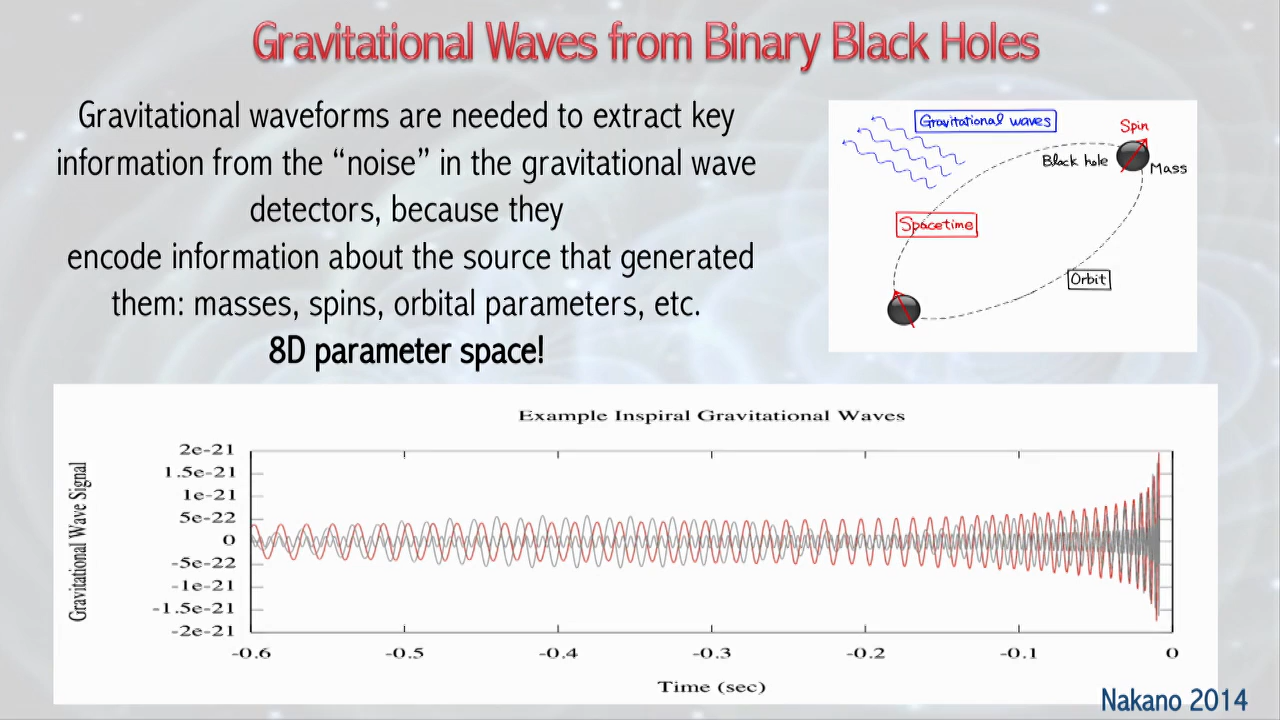 Gravitational Waves from Binary Black Holes
Gravitational waveforms are needed to extract key
information from the “noise” in the gravitational wave
detectors, because they
encode information about the source that generated
them: masses, spins, orbital parameters, etc.
8D parameter space!
Gravitational waves
Spin
Black hole
Mass
Spacetime
Orbit
Example Inspiral Gravitational Waves
Gravitational Wave Signal
2e-21
1.5e-21
1e-21
5e-22
0
-5e-22
-1e-21
-1.5e-21
-2e-21
-0.6 -0.5 -0.4 -0.3 -0.2 -0.1 0
Time (sec)
Nakano 2014